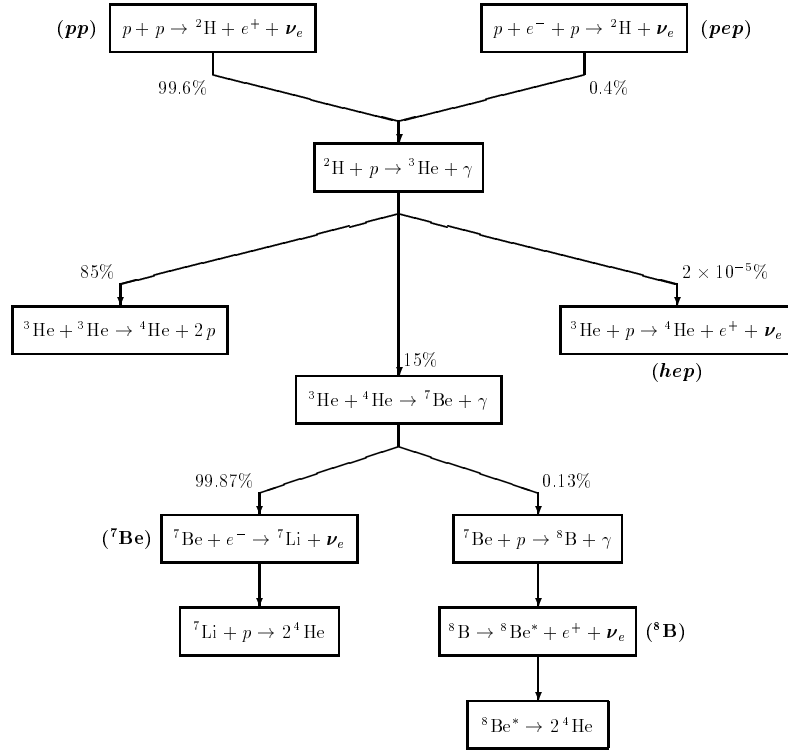 (pp) p + p → ²H + e⁺ + νₑ p + e⁻ + p → ²H + νₑ (pep)
99.6% 0.4%
²H + p → ³He + γ
85% 2 × 10⁻⁵%
³He + ³He → ⁴He + 2 p ³He + p → ⁴He + e⁺ + νₑ
15% (hep)
³He + ⁴He → ⁷Be + γ
99.87% 0.13%
(⁷Be) ⁷Be + e⁻ → ⁷Li + νₑ ⁷Be + p → ⁸B + γ
⁷Li + p → 2 ⁴He ⁸B → ⁸Be* + e⁺ + νₑ (⁸B)
⁸Be* → 2 ⁴He